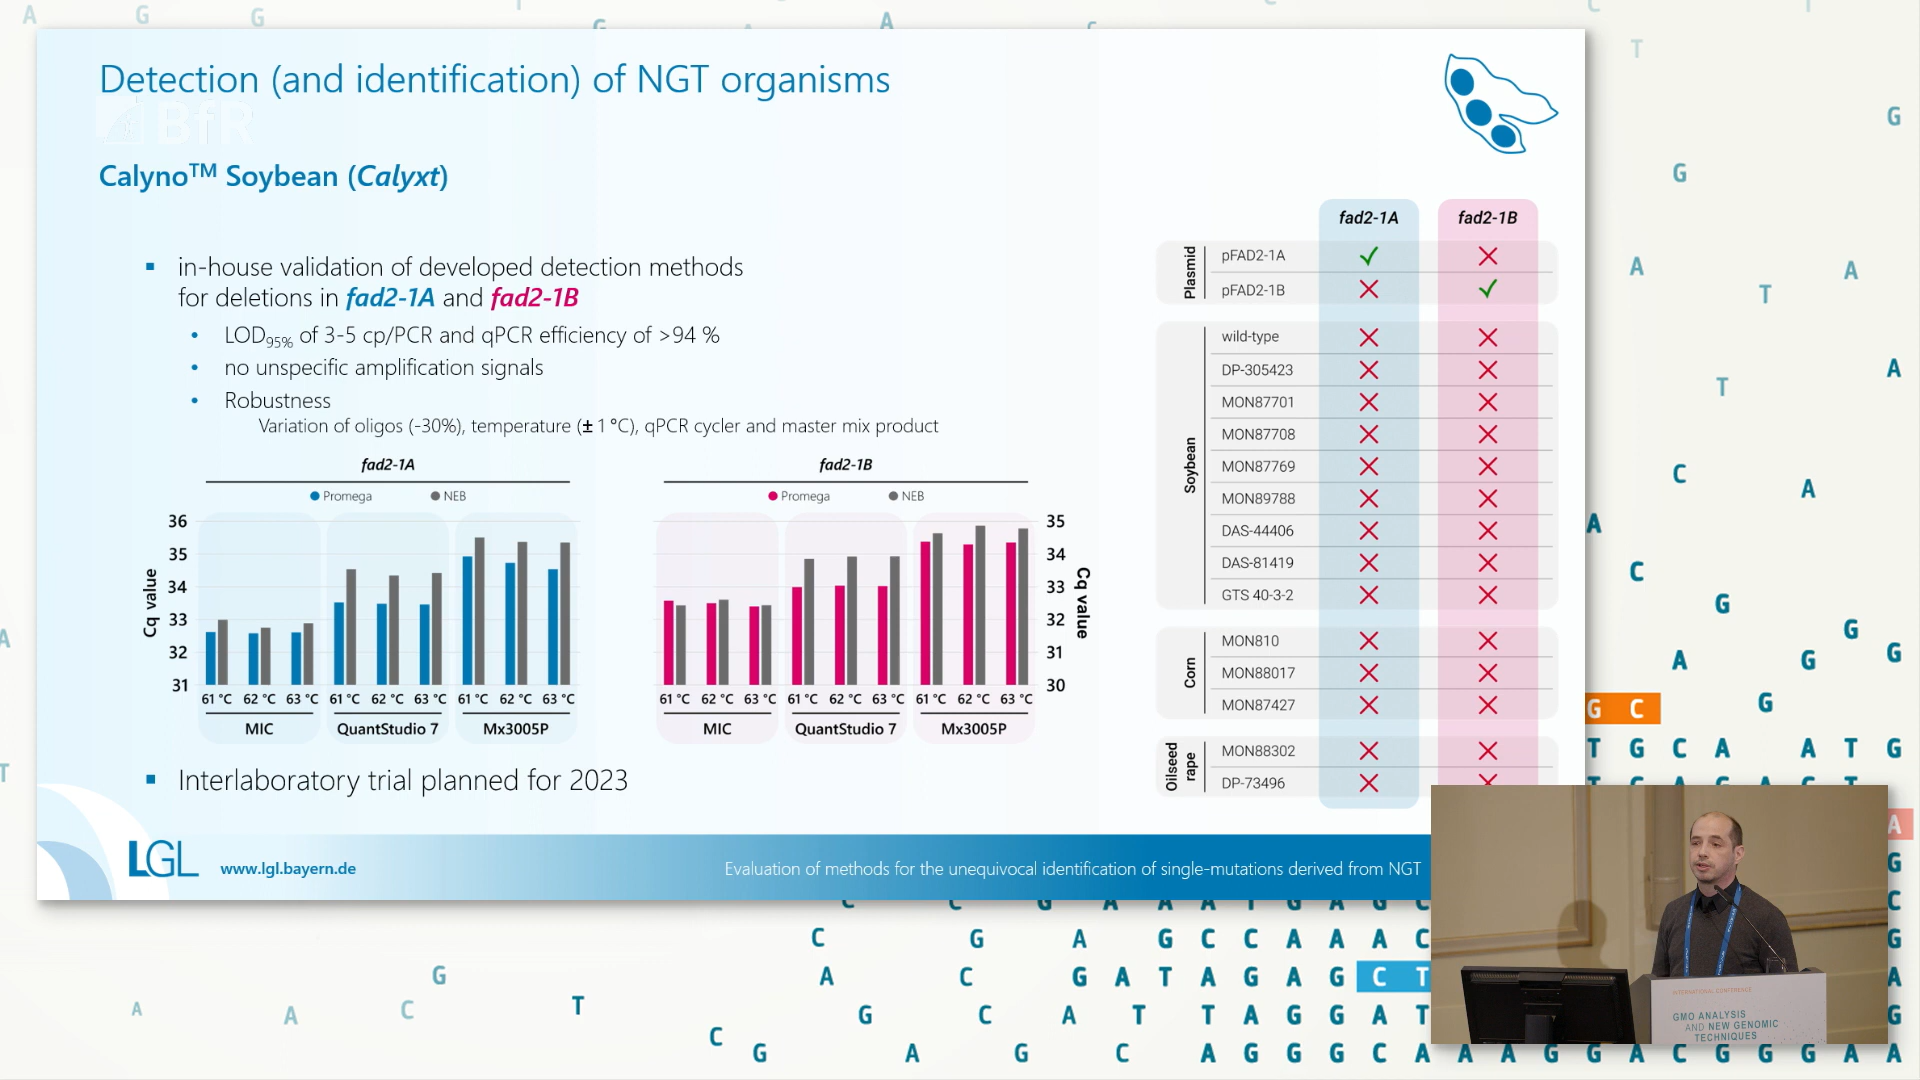 Detection (and identification) of NGT organisms
BfR
Calyno™ Soybean (Calyxt)
▪ in-house validation of developed detection methods
for deletions in fad2-1A and fad2-1B
• LOD95% of 3-5 cp/PCR and qPCR efficiency of >94 %
• no unspecific amplification signals
• Robustness
Variation of oligos (-30%), temperature (± 1 °C), qPCR cycler and master mix product
fad2-1A
Promega NEB
36
35
34
33
32
31
Cq value
61 °C 62 °C 63 °C 61 °C 62 °C 63 °C 61 °C 62 °C 63 °C
MIC QuantStudio 7 Mx3005P
fad2-1B
Promega NEB
35
34
33
32
31
30
Cq value
61 °C 62 °C 63 °C 61 °C 62 °C 63 °C 61 °C 62 °C 63 °C
MIC QuantStudio 7 Mx3005P
▪ Interlaboratory trial planned for 2023
fad2-1A fad2-1B
Plasmid
pFAD2-1A ✓ ✗
pFAD2-1B ✗ ✓
Soybean
wild-type ✗ ✗
DP-305423 ✗ ✗
MON87701 ✗ ✗
MON87708 ✗ ✗
MON87769 ✗ ✗
MON89788 ✗ ✗
DAS-44406 ✗ ✗
DAS-81419 ✗ ✗
GTS 40-3-2 ✗ ✗
Corn
MON810 ✗ ✗
MON88017 ✗ ✗
MON87427 ✗ ✗
Oilseed
rape
MON88302 ✗ ✗
DP-73496 ✗ ✗
LGL
www.lgl.bayern.de
Evaluation of methods for the unequivocal identification of single-mutations derived from NGT
INTERNATIONAL CONFERENCE
GMO ANALYSIS
AND NEW GENOMIC
TECHNIQUES
G C
T G C A A T G
C G A G C C A A A C
G A C G A T A G A G C T
A A C T G C A T T A G G A T
C G A G C A G G G C A A A G G A C G G G A A